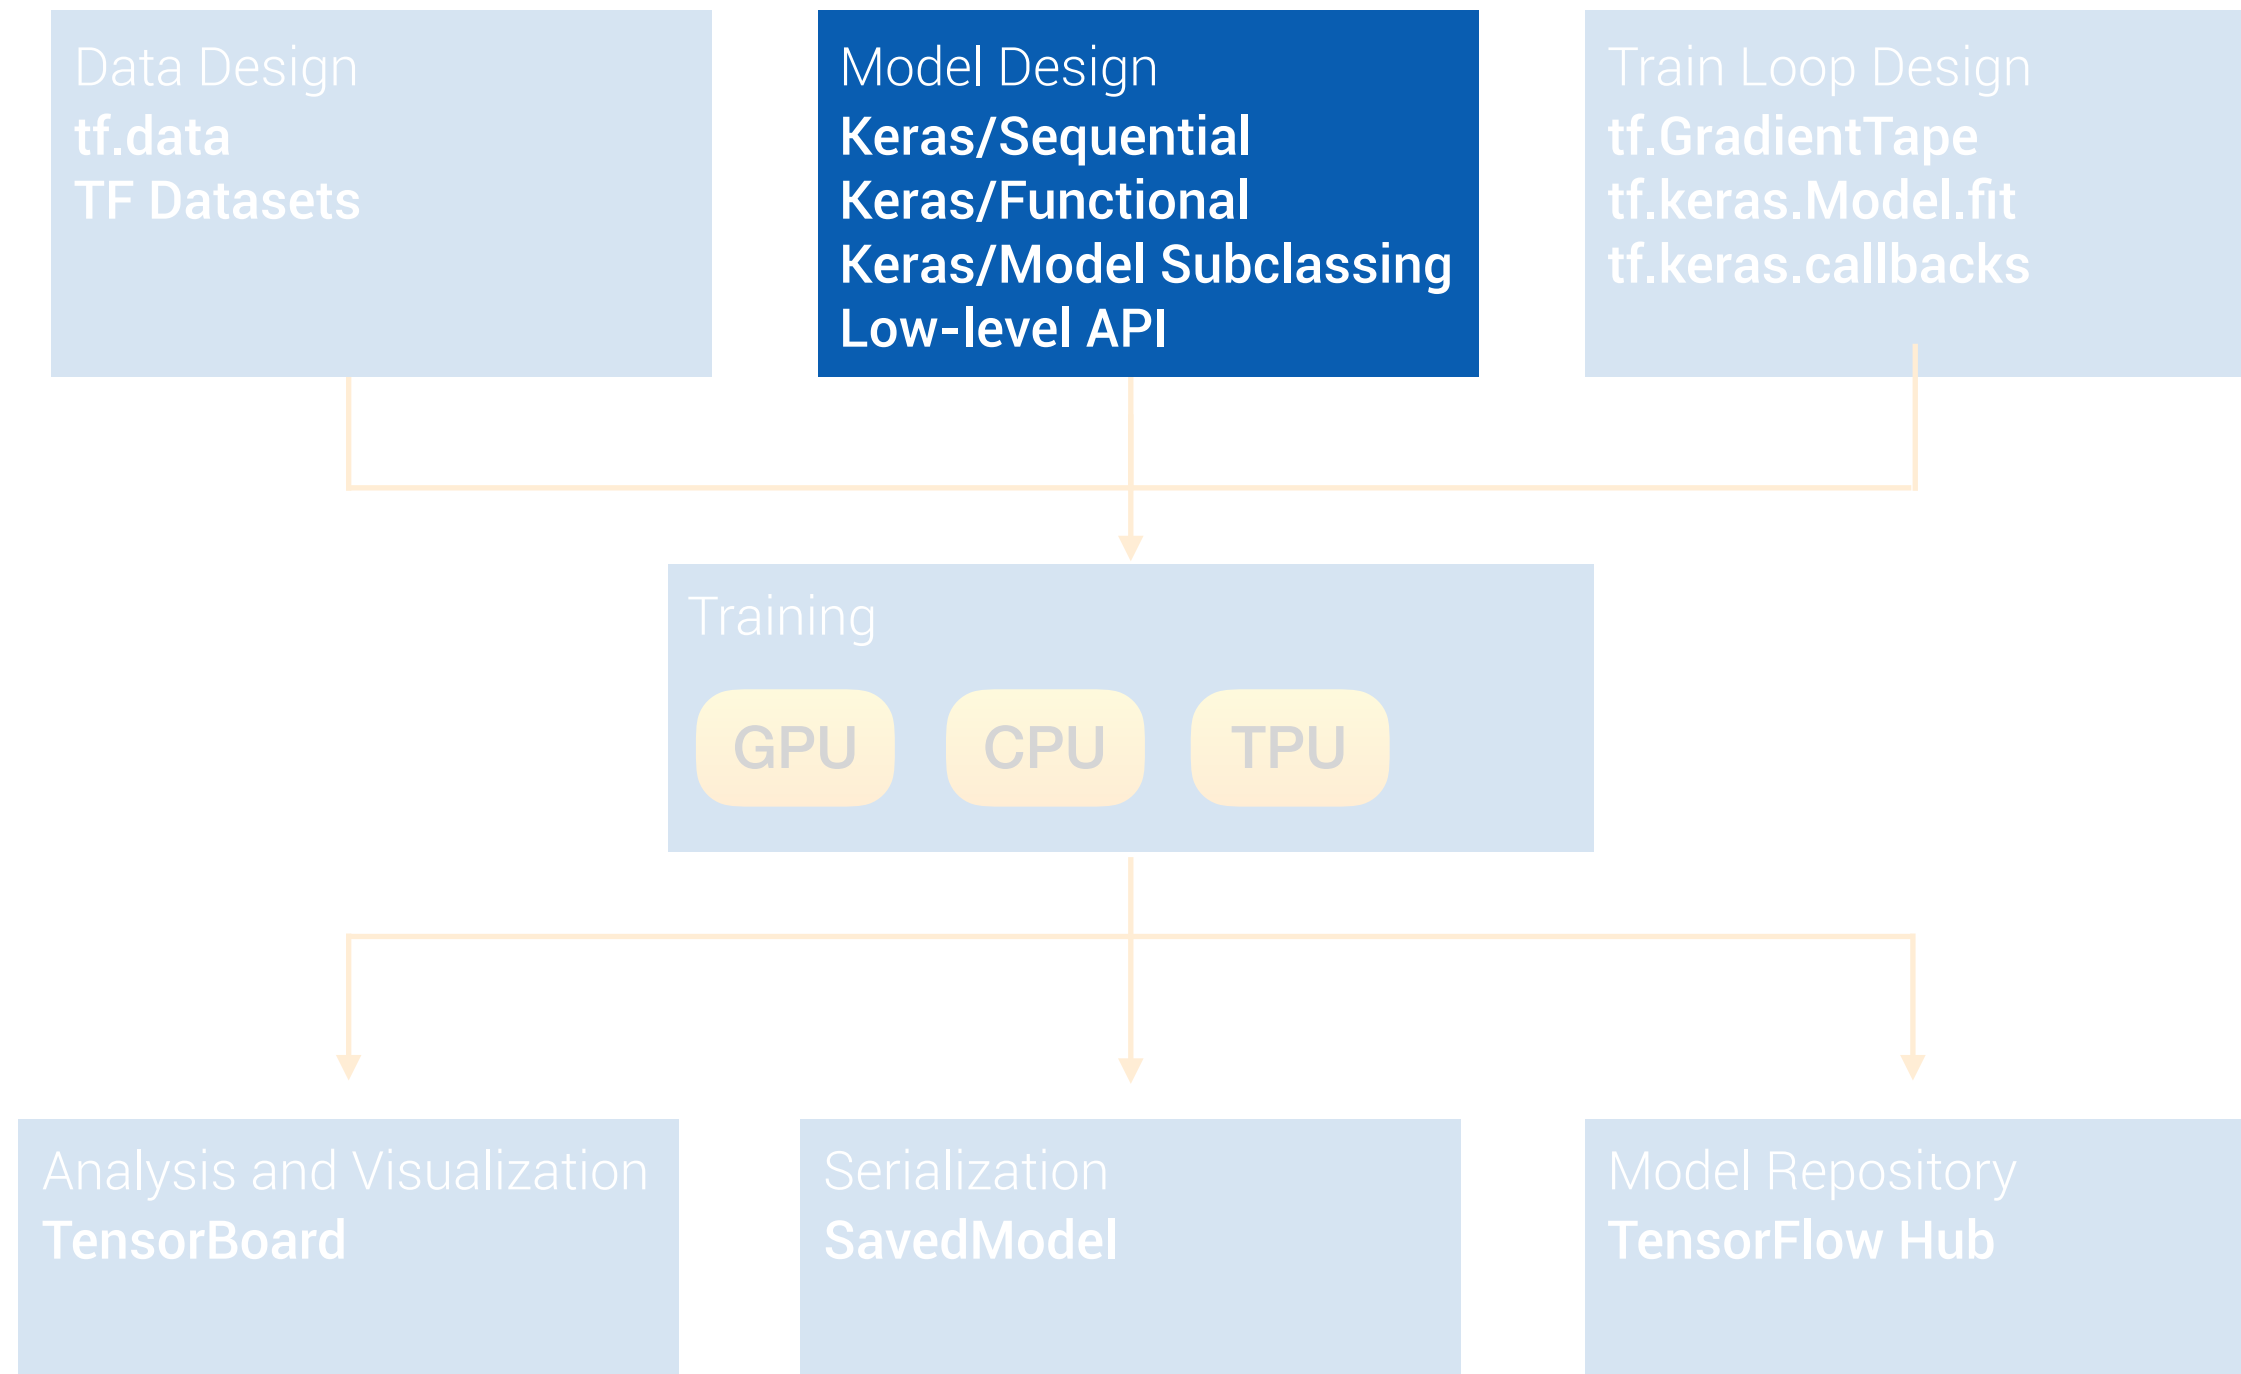 Data Design
tf.data
TF Datasets
Model Design
Keras/Sequential
Keras/Functional
Keras/Model Subclassing
Low-level API
Train Loop Design
tf.GradientTape
tf.keras.Model.fit
tf.keras.callbacks
Training
GPU
CPU
TPU
Analysis and Visualization
TensorBoard
Serialization
SavedModel
Model Repository
TensorFlow Hub